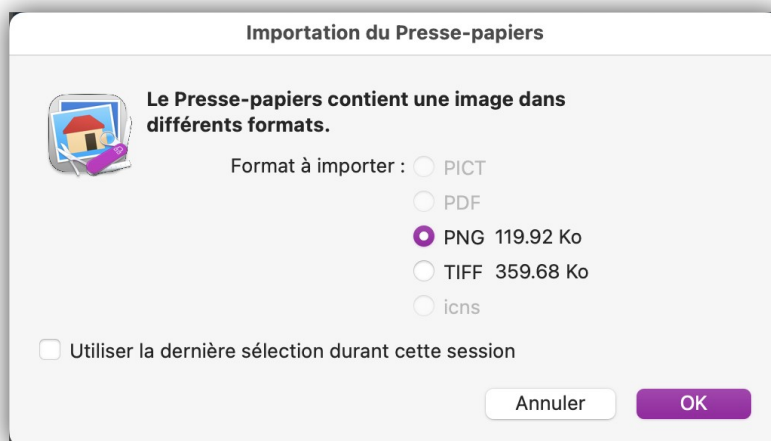 Importation du Presse-papiers
Le Presse-papiers contient une image dans
différents formats.
Format à importer : PICT
PDF
PNG 119.92 Ko
TIFF 359.68 Ko
icns
Utiliser la dernière sélection durant cette session
Annuler OK